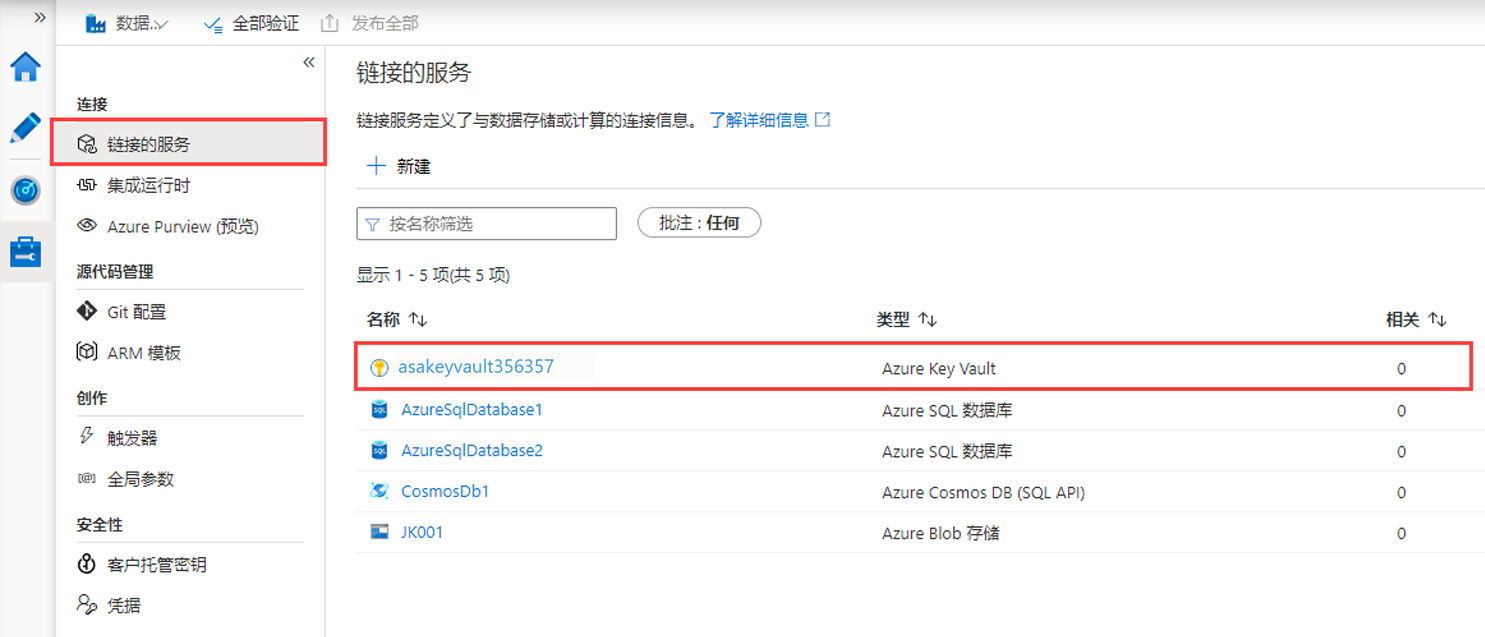 数据... 全部验证 发布全部
连接
链接的服务
集成运行时
Azure Purview (预览)
源代码管理
Git 配置
ARM 模板
创作
触发器
全局参数
安全性
客户托管密钥
凭据
链接的服务
链接服务定义了与数据存储或计算的连接信息。 了解详细信息
新建
按名称筛选 批注 : 任何
显示 1 - 5 项(共 5 项)
名称 类型 相关
asakeyvault356357 Azure Key Vault 0
AzureSqlDatabase1 Azure SQL 数据库 0
AzureSqlDatabase2 Azure SQL 数据库 0
CosmosDb1 Azure Cosmos DB (SQL API) 0
JK001 Azure Blob 存储 0